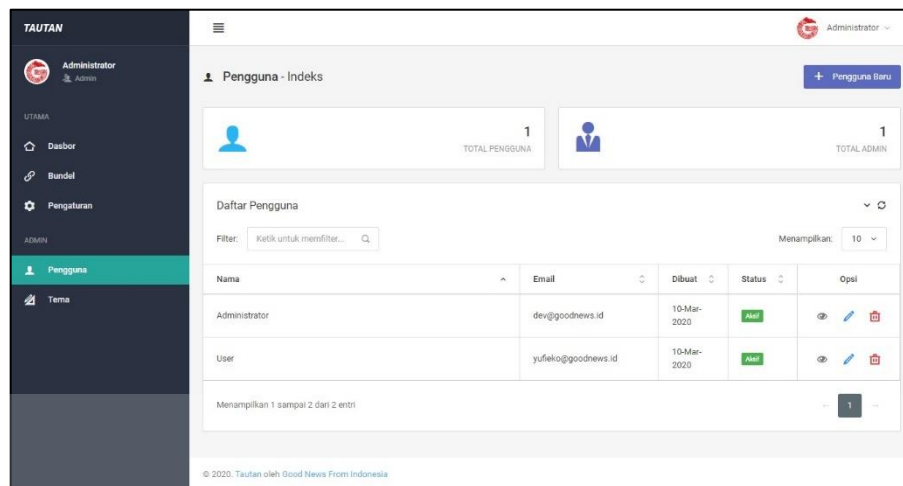 TAUTAN
Administrator
Administrator
Admin
Pengguna - Indeks
+ Pengguna Baru
UTAMA
Dasbor
Bundel
Pengaturan
ADMIN
Pengguna
Tema
1
TOTAL PENGGUNA
1
TOTAL ADMIN
Daftar Pengguna
Filter: Ketik untuk memfilter... Menampilkan: 10
Nama Email Dibuat Status Opsi
Administrator dev@goodnews.id 10-Mar-2020 Aktif
User yufieko@goodnews.id 10-Mar-2020 Aktif
Menampilkan 1 sampai 2 dari 2 entri
← 1 →
© 2020. Tautan oleh Good News From Indonesia